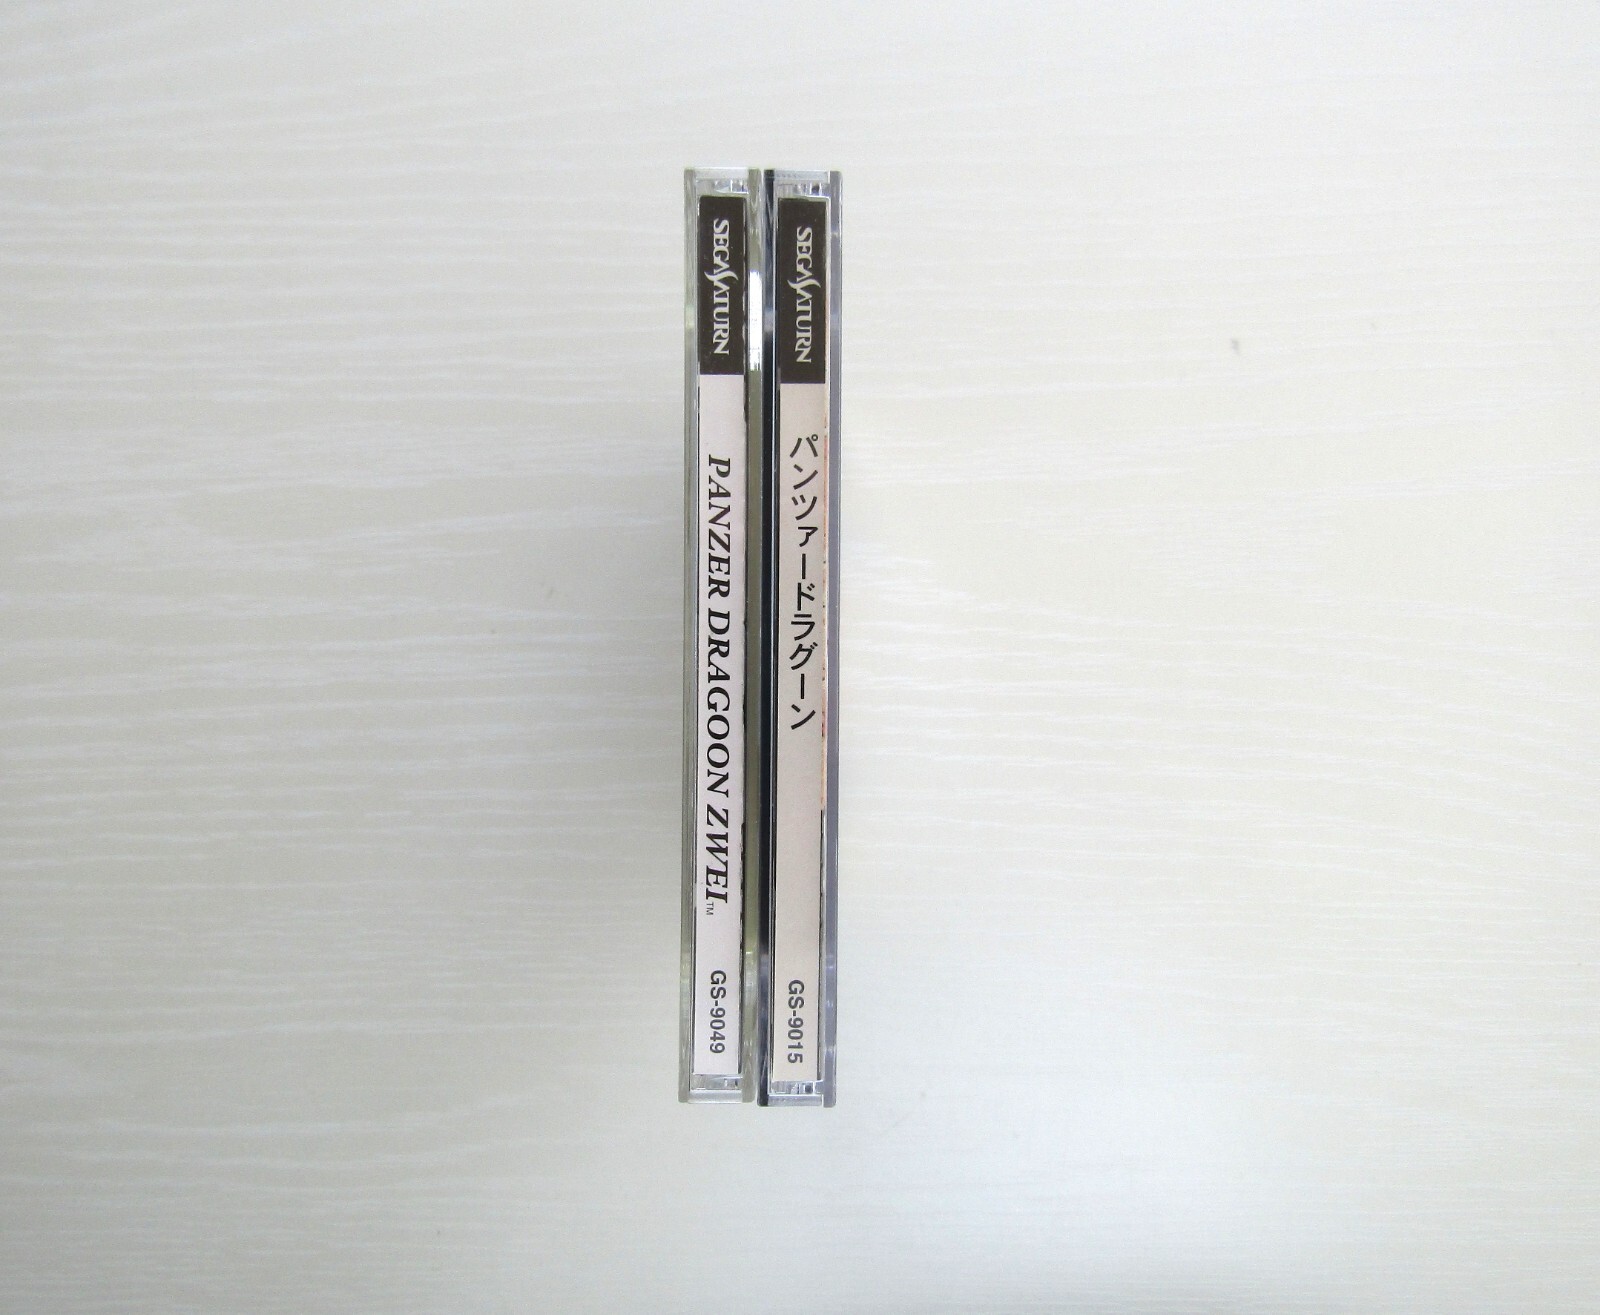 SEGA SATURN
PANZER DRAGOON ZWEI™
GS-9049
SEGA SATURN
パンツァードラグーン
GS-9015